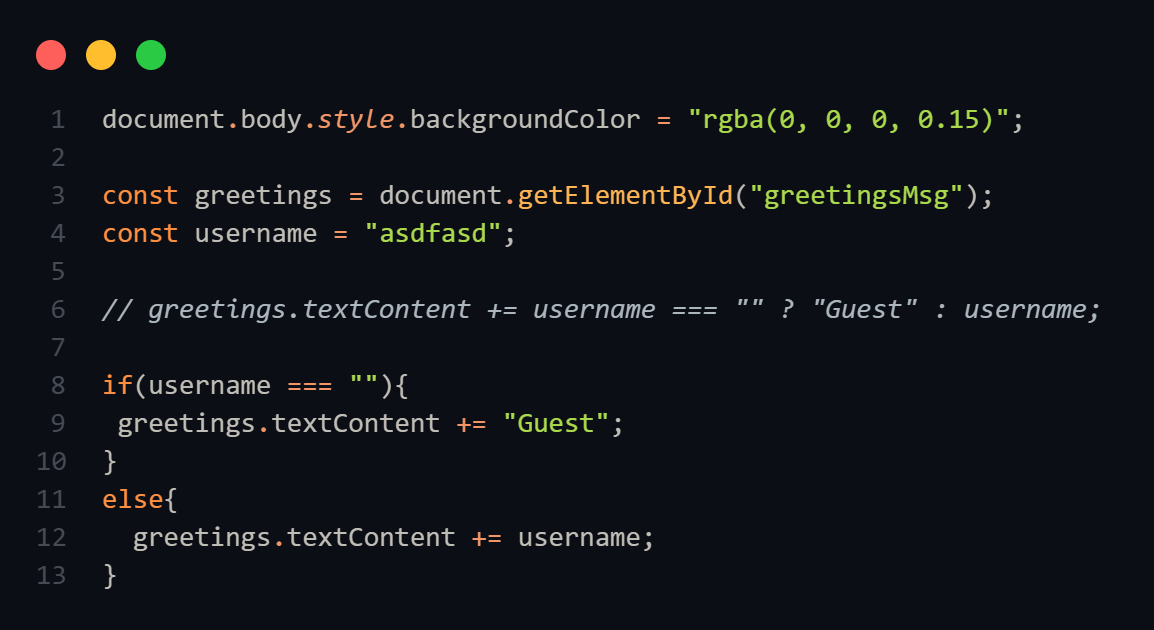 1 document.body.style.backgroundColor = "rgba(0, 0, 0, 0.15)";
2
3 const greetings = document.getElementById("greetingsMsg");
4 const username = "asdfasd";
5
6 // greetings.textContent += username === "" ? "Guest" : username;
7
8 if(username === ""){
9  greetings.textContent += "Guest";
10 }
11 else{
12   greetings.textContent += username;
13 }